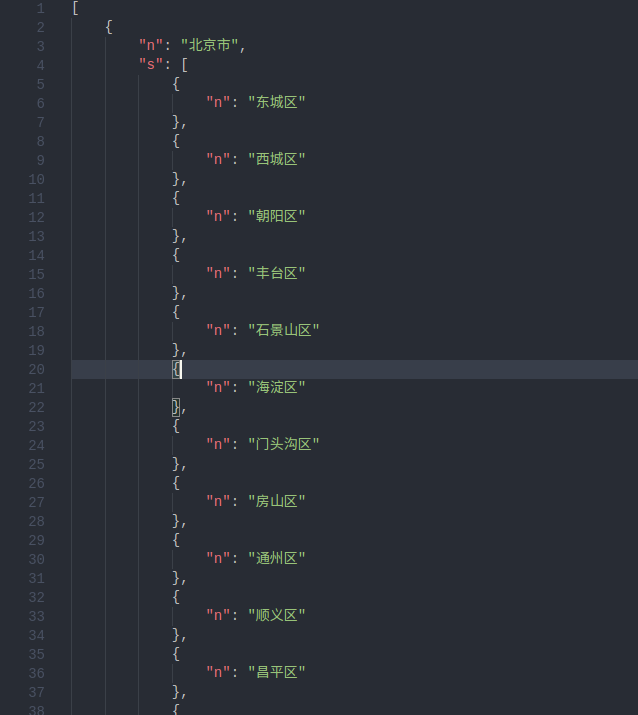 1 [
2     {
3         "n": "北京市",
4         "s": [
5             {
6                 "n": "东城区"
7             },
8             {
9                 "n": "西城区"
10             },
11             {
12                 "n": "朝阳区"
13             },
14             {
15                 "n": "丰台区"
16             },
17             {
18                 "n": "石景山区"
19             },
20             {
21                 "n": "海淀区"
22             },
23             {
24                 "n": "门头沟区"
25             },
26             {
27                 "n": "房山区"
28             },
29             {
30                 "n": "通州区"
31             },
32             {
33                 "n": "顺义区"
34             },
35             {
36                 "n": "昌平区"
37             },
38             {